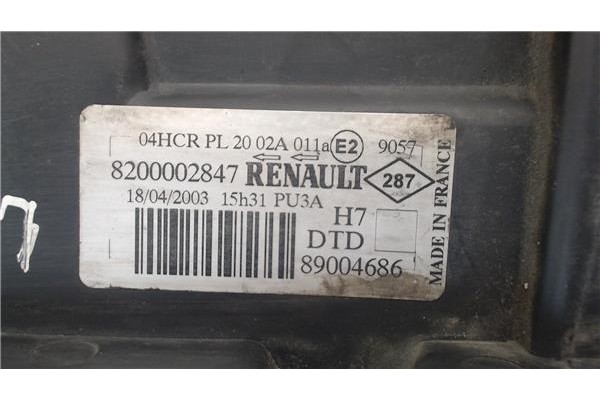 04HCR PL 20 02A 011a E2 9057
8200002847 RENAULT 287
18/04/2003 15h31 PU3A
H7
DTD
89004686
MADE IN FRANCE